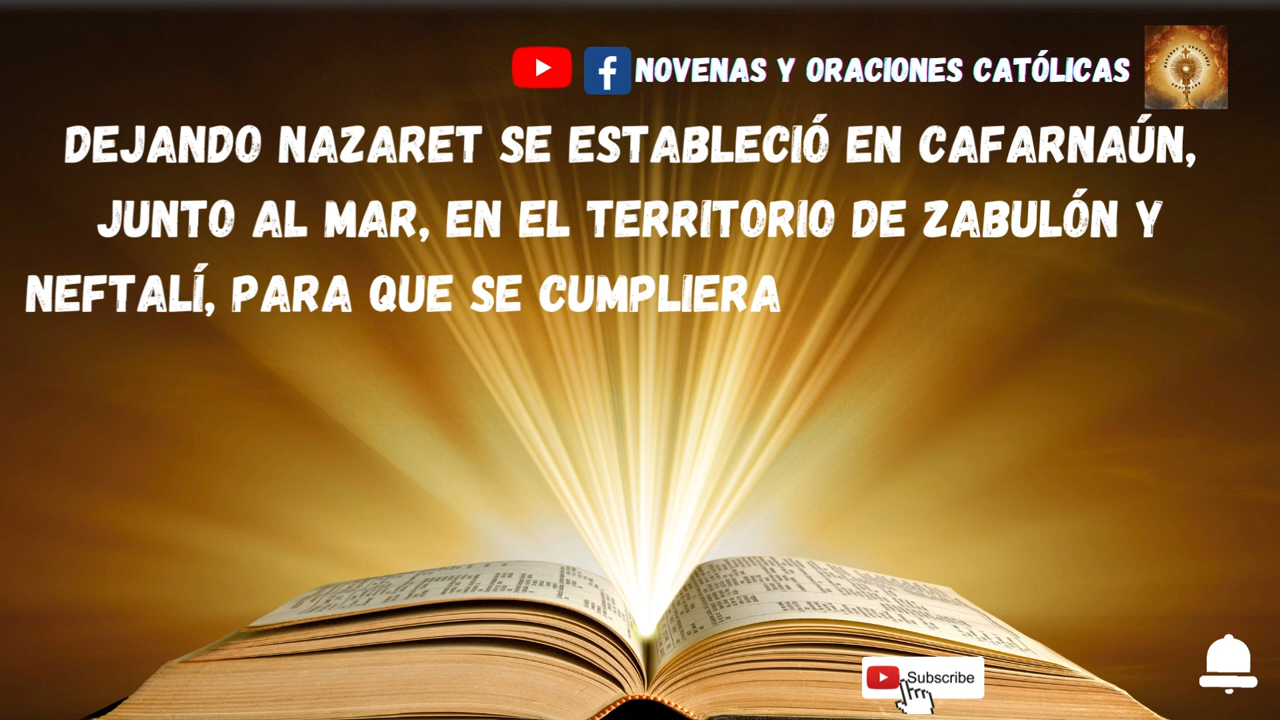 NOVENAS Y ORACIONES CATÓLICAS
DEJANDO NAZARET SE ESTABLECIÓ EN CAFARNAÚN,
JUNTO AL MAR, EN EL TERRITORIO DE ZABULÓN Y
NEFTALÍ, PARA QUE SE CUMPLIERA
Subscribe